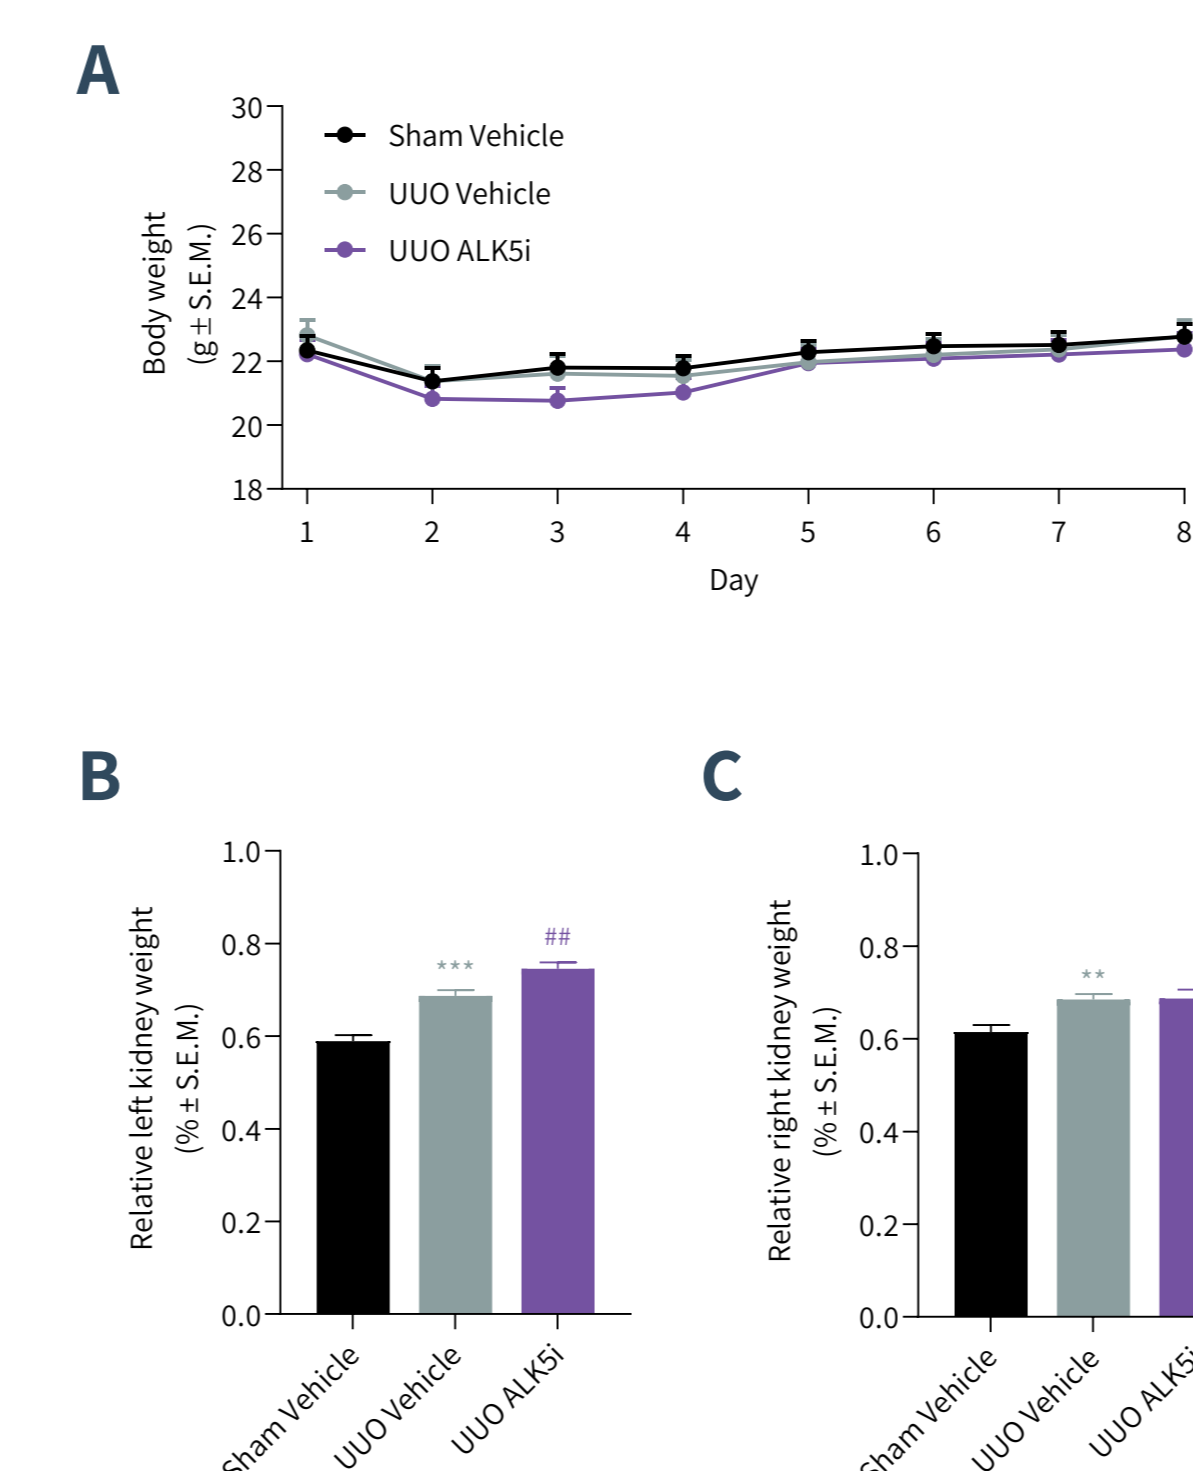 A
30
28
26
24
22
20
18
Body weight
(g ± S.E.M.)
Sham Vehicle
UUO Vehicle
UUO ALK5i
1 2 3 4 5 6 7 8
Day
B
1.0
0.8
0.6
0.4
0.2
0.0
Relative left kidney weight
(% ± S.E.M.)
***
##
Sham Vehicle
UUO Vehicle
UUO ALK5i
C
1.0
0.8
0.6
0.4
0.2
0.0
Relative right kidney weight
(% ± S.E.M.)
**
Sham Vehicle
UUO Vehicle
UUO ALK5i